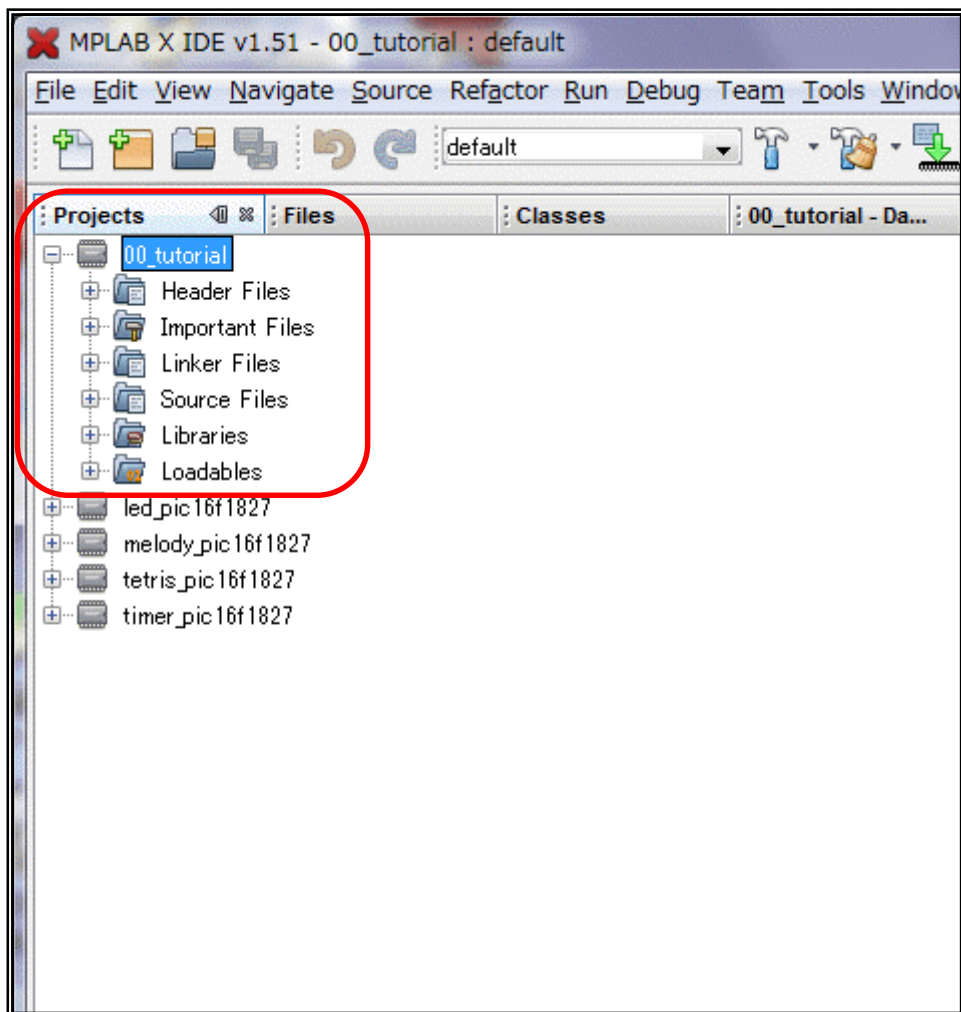 MPLAB X IDE v1.51 - 00_tutorial : default
File Edit View Navigate Source Refactor Run Debug Team Tools Window
default
Projects Files Classes 00_tutorial - Da...
00_tutorial
Header Files
Important Files
Linker Files
Source Files
Libraries
Loadables
led_pic16f1827
melody_pic16f1827
tetris_pic16f1827
timer_pic16f1827